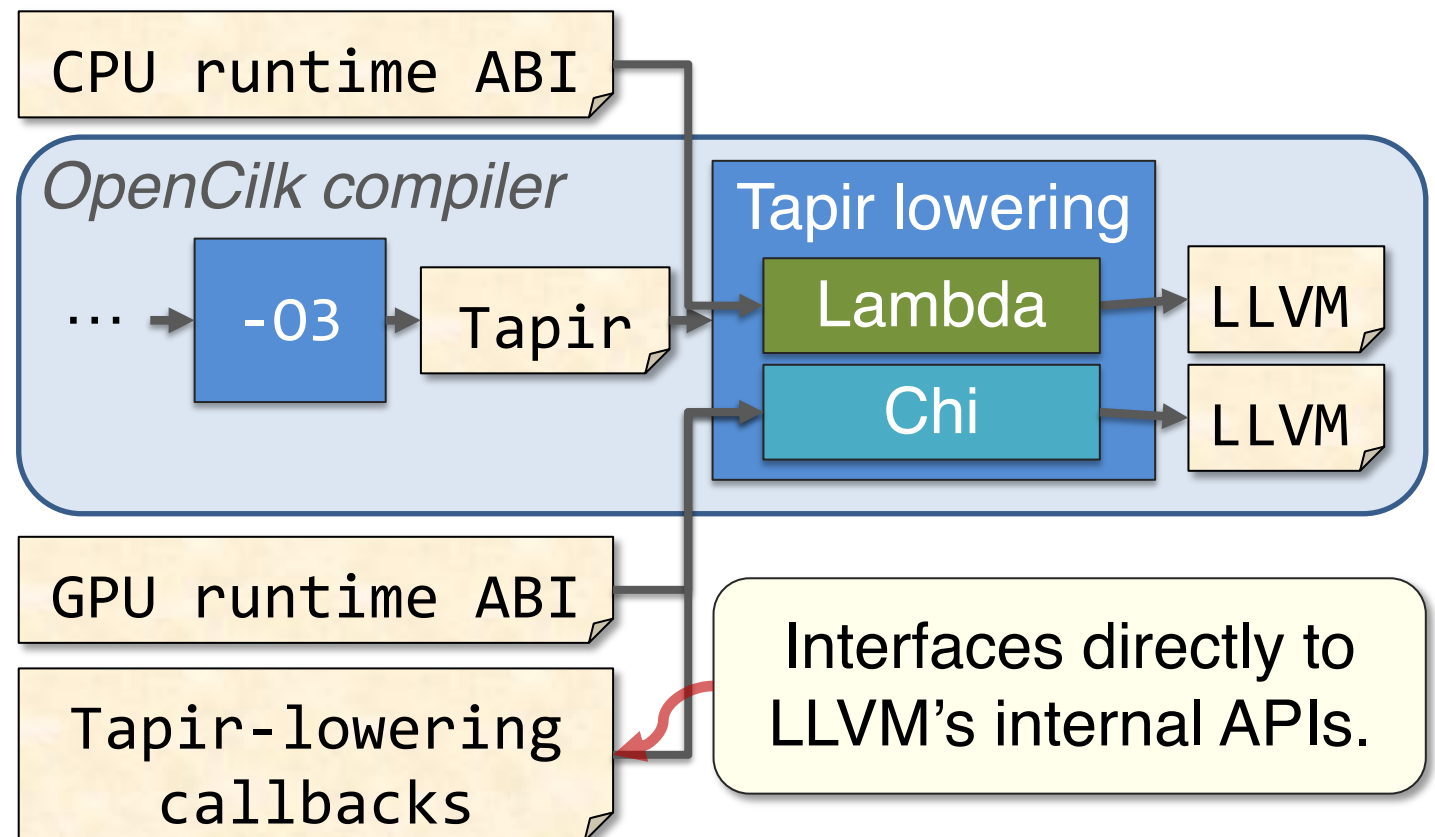 CPU runtime ABI
OpenCilk compiler
Tapir lowering
... -O3 Tapir Lambda LLVM
Chi LLVM
GPU runtime ABI
Tapir-lowering
callbacks
Interfaces directly to
LLVM’s internal APIs.